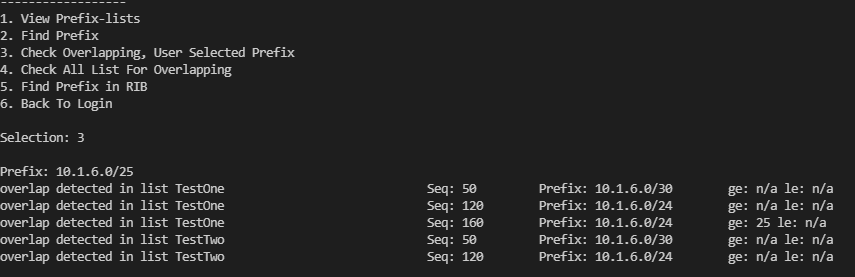 ------------------
1. View Prefix-lists
2. Find Prefix
3. Check Overlapping, User Selected Prefix
4. Check All List For Overlapping
5. Find Prefix in RIB
6. Back To Login
Selection: 3
Prefix: 10.1.6.0/25
overlap detected in list TestOne Seq: 50 Prefix: 10.1.6.0/30 ge: n/a le: n/a
overlap detected in list TestOne Seq: 120 Prefix: 10.1.6.0/24 ge: n/a le: n/a
overlap detected in list TestOne Seq: 160 Prefix: 10.1.6.0/24 ge: 25 le: n/a
overlap detected in list TestTwo Seq: 50 Prefix: 10.1.6.0/30 ge: n/a le: n/a
overlap detected in list TestTwo Seq: 120 Prefix: 10.1.6.0/24 ge: n/a le: n/a